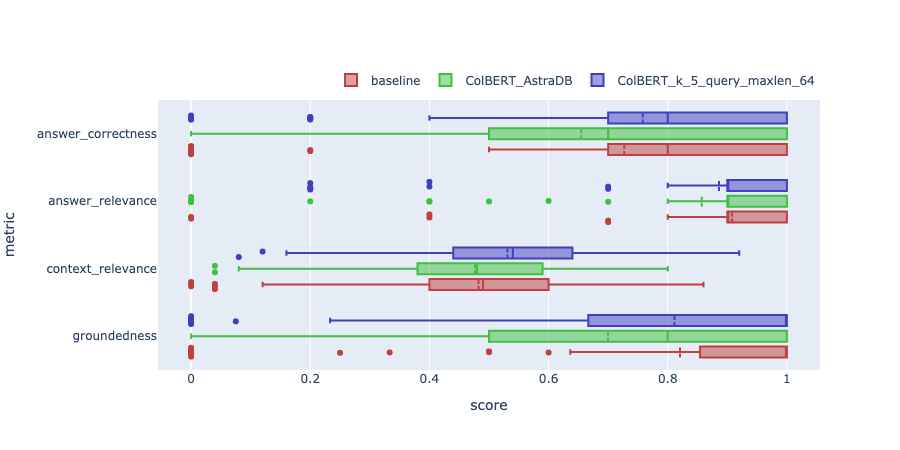 baseline ColBERT_AstraDB ColBERT_k_5_query_maxlen_64
answer_correctness
answer_relevance
context_relevance
groundedness
metric
0 0.2 0.4 0.6 0.8 1
score